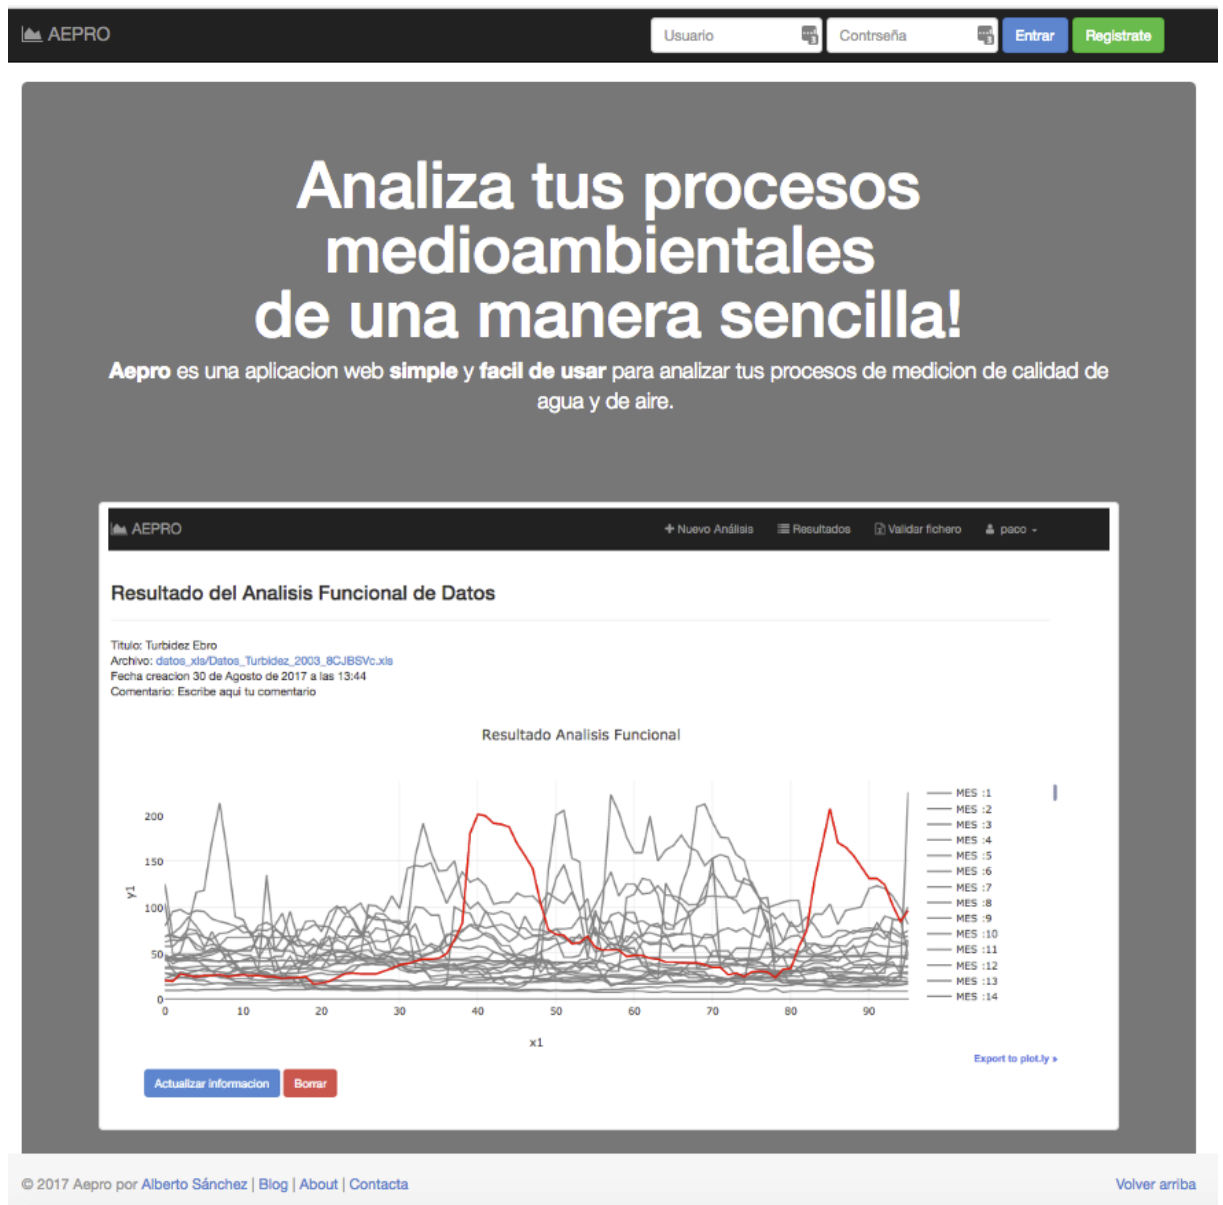 AEPRO
Usuario
Contrseña
Entrar
Registrate
Analiza tus procesos
medioambientales
de una manera sencilla!
Aepro es una aplicacion web simple y facil de usar para analizar tus procesos de medicion de calidad de
agua y de aire.
AEPRO
Nuevo Análisis
Resultados
Validar fichero
paco
Resultado del Analisis Funcional de Datos
Titulo: Turbidez Ebro
Archivo: datos_xls/Datos_Turbidez_2003_8CJBSVc.xls
Fecha creacion 30 de Agosto de 2017 a las 13:44
Comentario: Escribe aqui tu comentario
Resultado Analisis Funcional
200
150
100
50
0
y1
0 10 20 30 40 50 60 70 80 90
x1
MES :1
MES :2
MES :3
MES :4
MES :5
MES :6
MES :7
MES :8
MES :9
MES :10
MES :11
MES :12
MES :13
MES :14
Export to plot.ly »
Actualizar informacion
Borrar
© 2017 Aepro por Alberto Sánchez | Blog | About | Contacta
Volver arriba